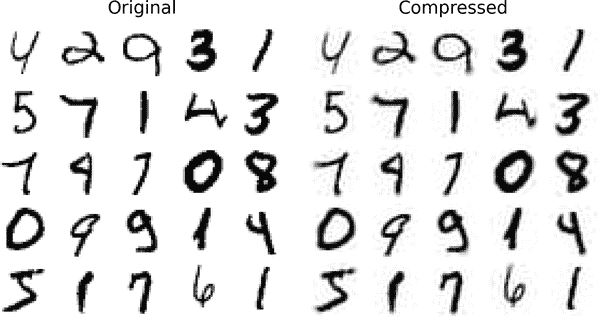 Original Compressed
4 2 9 3 1 4 2 9 3 1
5 7 1 4 3 5 7 1 4 3
7 9 7 0 8 7 9 7 0 8
0 9 9 1 4 0 9 9 1 4
5 1 7 6 1 5 1 7 6 1